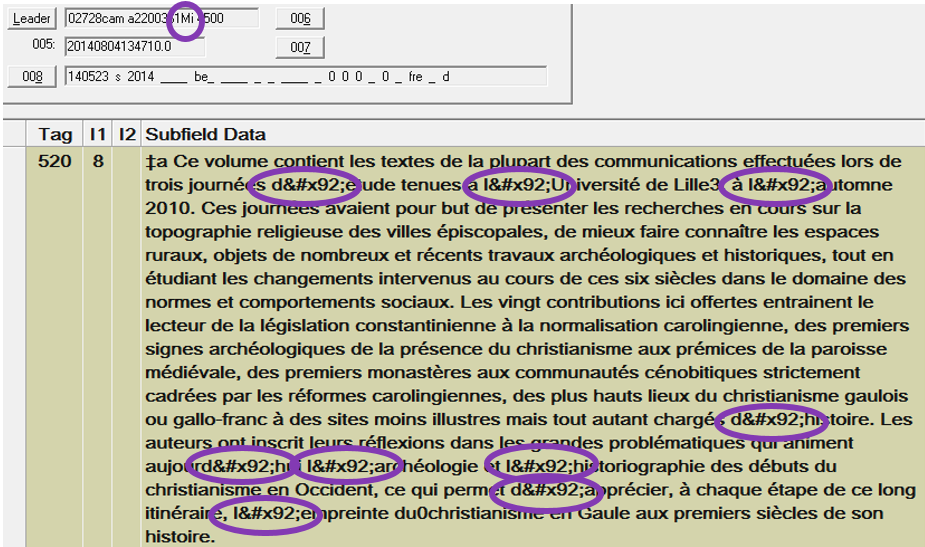 Leader 02728cam a2200361Mi 4500 006
005: 20140804134710.0 007
008 140523 s 2014 ____ be_ ____ _ _ ____ _ 0 0 0 _ 0 _ fre _ d
Tag I1 I2 Subfield Data
520 8 ‡a Ce volume contient les textes de la plupart des communications effectuées lors de
trois journées d&#x92;etude tenues à l&#x92;Université de Lille3, à l&#x92;automne
2010. Ces journées avaient pour but de présenter les recherches en cours sur la
topographie religieuse des villes épiscopales, de mieux faire connaître les espaces
ruraux, objets de nombreux et récents travaux archéologiques et historiques, tout en
étudiant les changements intervenus au cours de ces six siècles dans le domaine des
normes et comportements sociaux. Les vingt contributions ici offertes entrainent le
lecteur de la législation constantinienne à la normalisation carolingienne, des premiers
signes archéologiques de la présence du christianisme aux prémices de la paroisse
médiévale, des premiers monastères aux communautés cénobitiques strictement
cadrées par les réformes carolingiennes, des plus hauts lieux du christianisme gaulois
ou gallo-franc à des sites moins illustres mais tout autant chargés d&#x92;histoire. Les
auteurs ont inscrit leurs réflexions dans les grandes problématiques qui animent
aujourd&#x92;hui l&#x92;archéologie et l&#x92;historiographie des débuts du
christianisme en Occident, ce qui permet d&#x92;apprécier, à chaque étape de ce long
itinéraire, l&#x92;empreinte du0christianisme en Gaule aux premiers siècles de son
histoire.